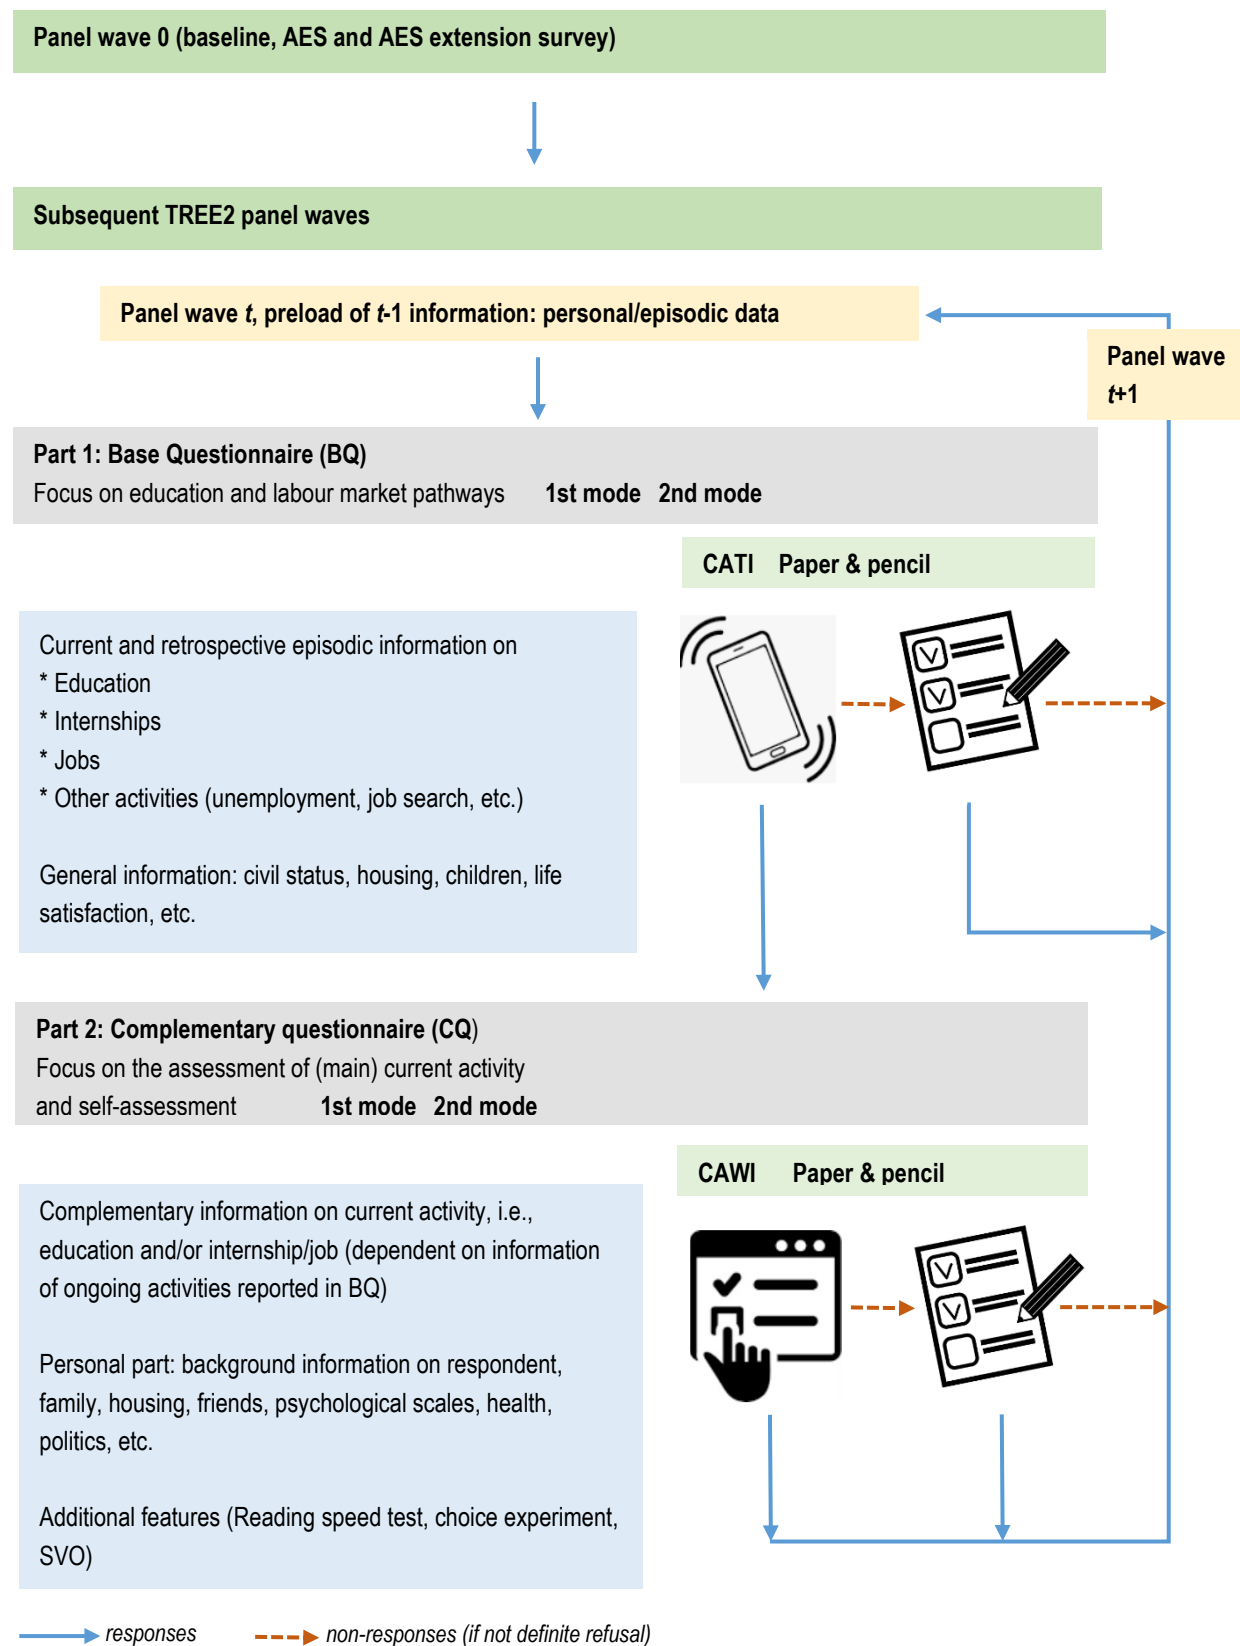 Panel wave 0 (baseline, AES and AES extension survey)
Subsequent TREE2 panel waves
Panel wave t, preload of t-1 information: personal/episodic data
Panel wave
t+1
Part 1: Base Questionnaire (BQ)
Focus on education and labour market pathways 1st mode 2nd mode
CATI Paper & pencil
Current and retrospective episodic information on
* Education
* Internships
* Jobs
* Other activities (unemployment, job search, etc.)
General information: civil status, housing, children, life
satisfaction, etc.
Part 2: Complementary questionnaire (CQ)
Focus on the assessment of (main) current activity
and self-assessment 1st mode 2nd mode
CAWI Paper & pencil
Complementary information on current activity, i.e.,
education and/or internship/job (dependent on information
of ongoing activities reported in BQ)
Personal part: background information on respondent,
family, housing, friends, psychological scales, health,
politics, etc.
Additional features (Reading speed test, choice experiment,
SVO)
responses non-responses (if not definite refusal)